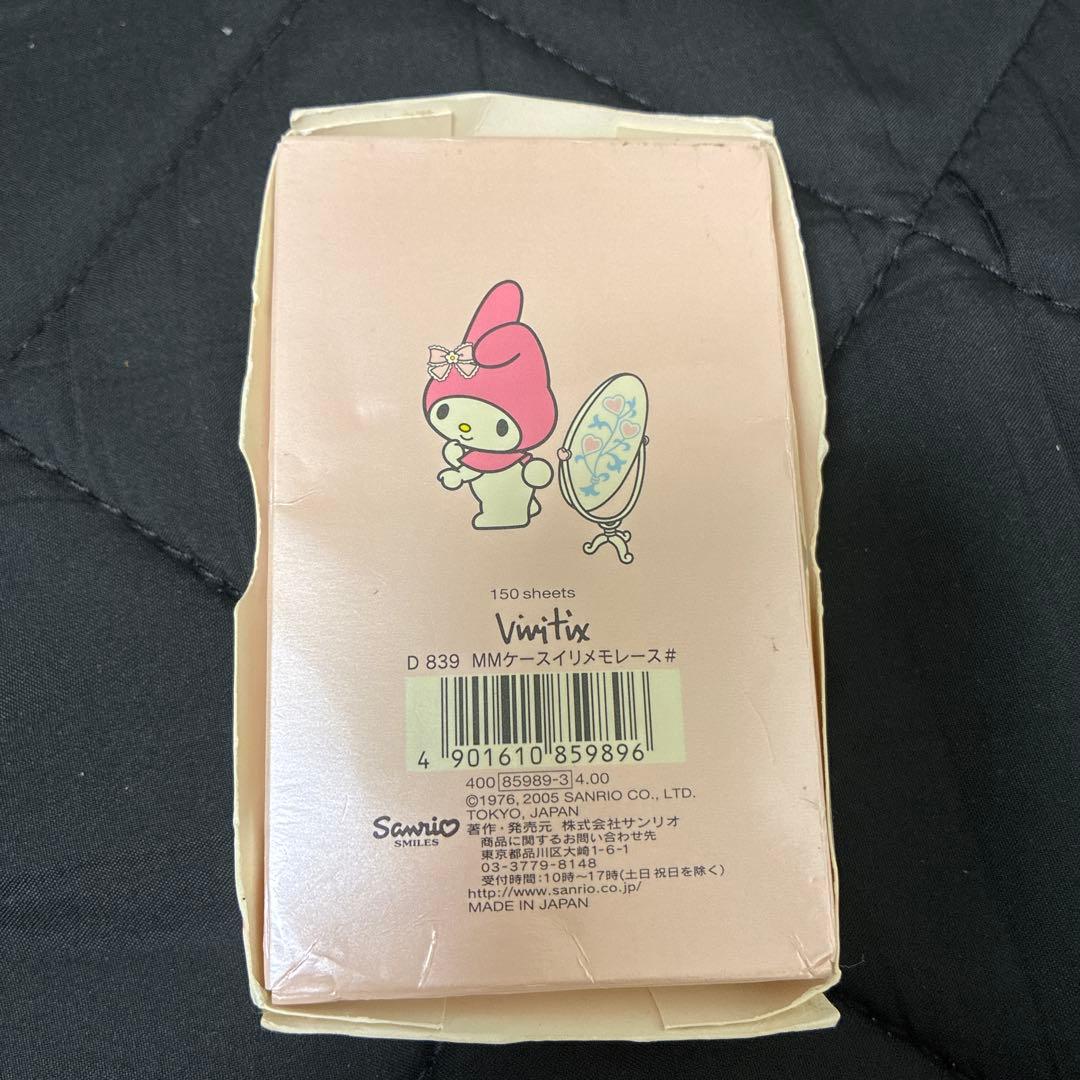 150 sheets
Vivitix
D 839 MMケースイリメモレース#
4 901610 859896
400 85989-3 4.00
©1976, 2005 SANRIO CO., LTD.
TOKYO, JAPAN
Sanrio
SMILES
著作・発売元 株式会社サンリオ
商品に関するお問い合わせ先
東京都品川区大崎1-6-1
03-3779-8148
受付時間：10時～17時(土日祝日を除く)
http://www.sanrio.co.jp/
MADE IN JAPAN